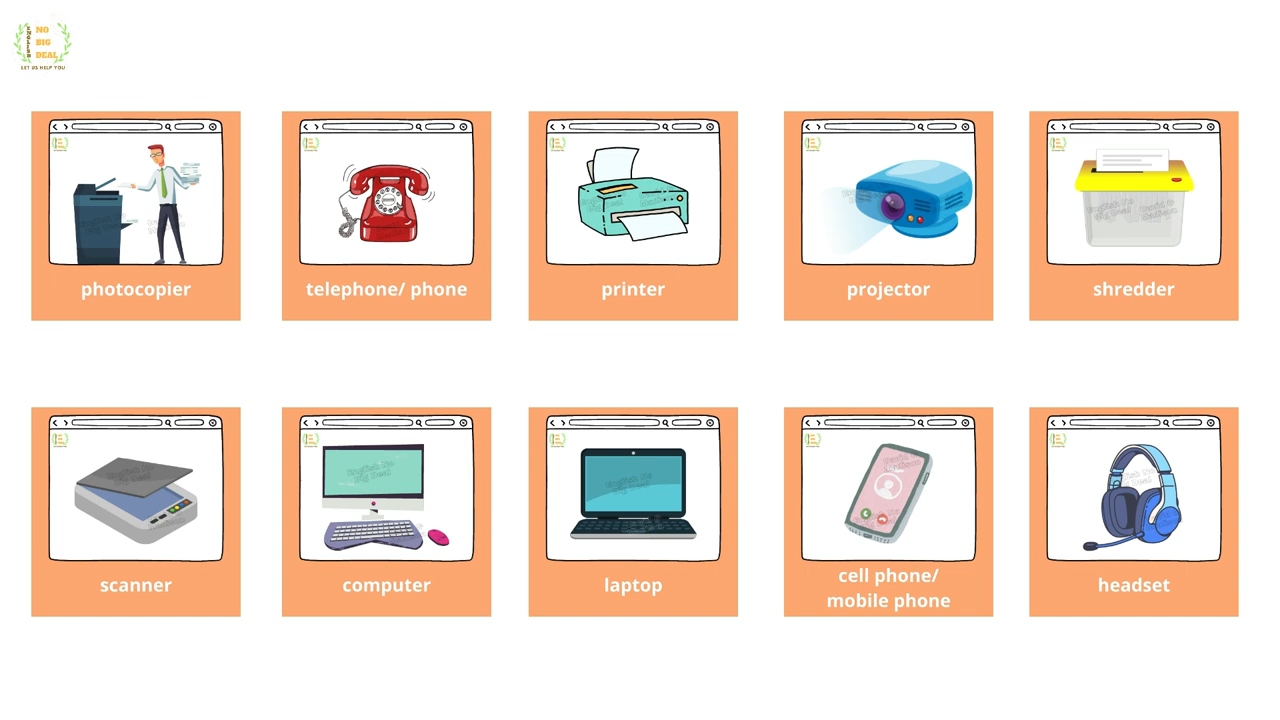 ENGLISH
NO
BIG
DEAL
LET US HELP YOU
photocopier
telephone/ phone
printer
projector
shredder
scanner
computer
laptop
cell phone/
mobile phone
headset